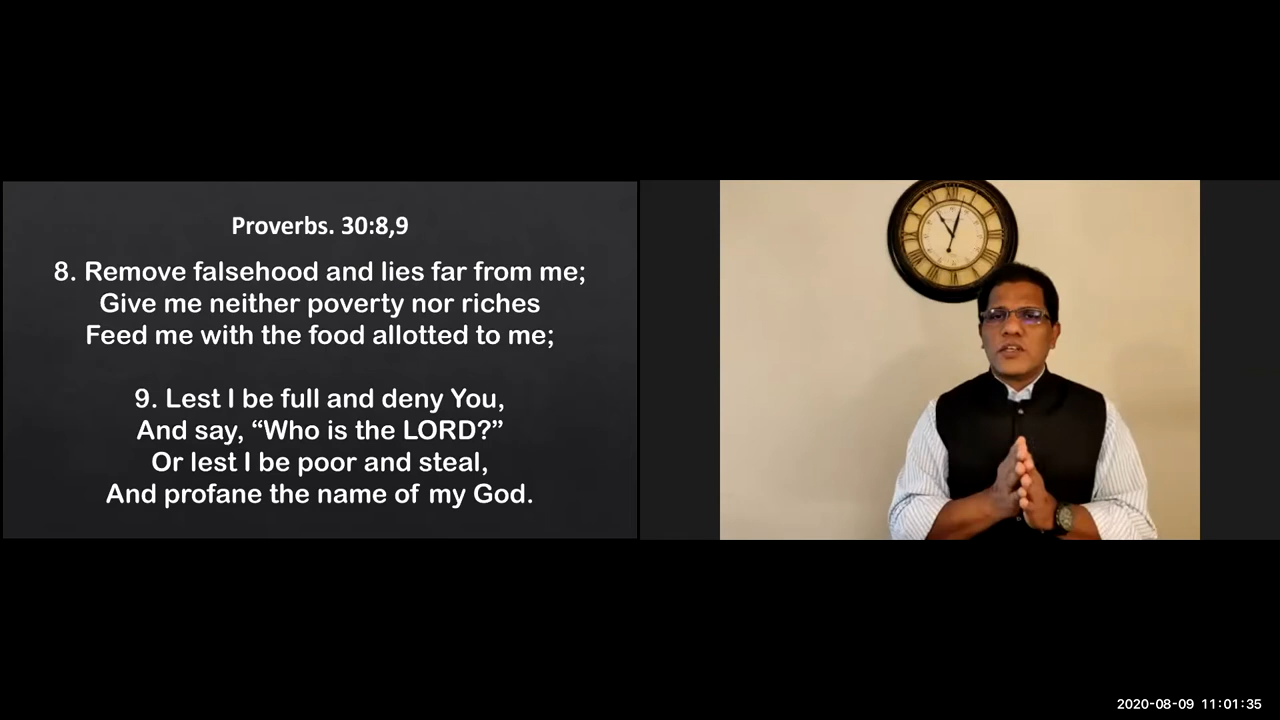 Proverbs. 30:8,9
8. Remove falsehood and lies far from me;
Give me neither poverty nor riches
Feed me with the food allotted to me;
9. Lest I be full and deny You,
And say, “Who is the LORD?”
Or lest I be poor and steal,
And profane the name of my God.
2020-08-09 11:01:35